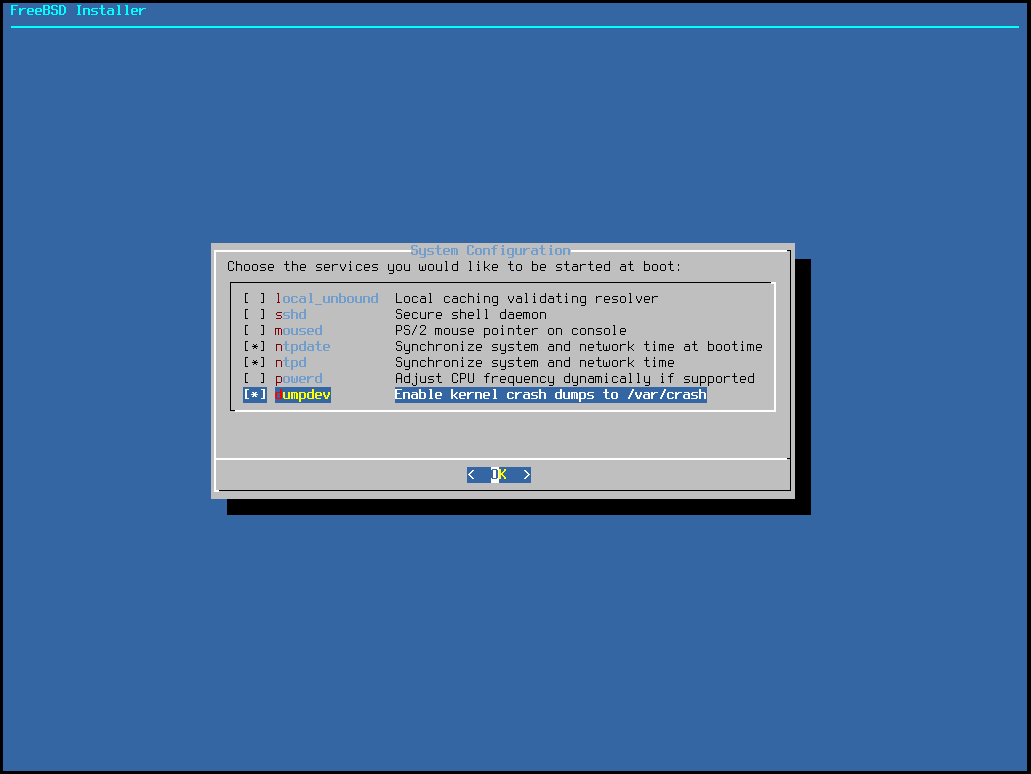 FreeBSD Installer
System Configuration
Choose the services you would like to be started at boot:
[ ] local_unbound Local caching validating resolver
[ ] sshd Secure shell daemon
[ ] moused PS/2 mouse pointer on console
[*] ntpdate Synchronize system and network time at bootime
[*] ntpd Synchronize system and network time
[ ] powerd Adjust CPU frequency dynamically if supported
[*] dumpdev Enable kernel crash dumps to /var/crash
< OK >